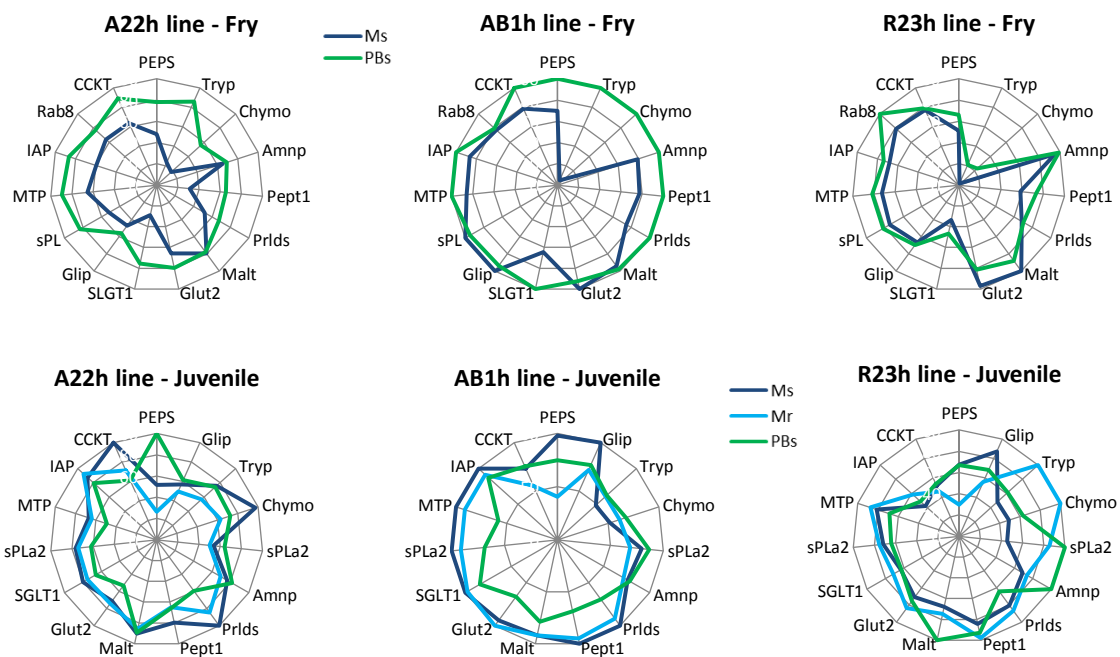 A22h line - Fry
Ms
PBs
AB1h line - Fry
R23h line - Fry
PEPS
Tryp
Chymo
Amnp
Pept1
Prlds
Malt
Glut2
SLGT1
Glip
sPL
MTP
IAP
Rab8
CCKT
PEPS
Tryp
Chymo
Amnp
Pept1
Prlds
Malt
Glut2
SLGT1
Glip
sPL
MTP
IAP
Rab8
CCKT
PEPS
Tryp
Chymo
Amnp
Pept1
Prlds
Malt
Glut2
SLGT1
Glip
sPL
MTP
IAP
Rab8
CCKT
A22h line - Juvenile
AB1h line - Juvenile
Ms
Mr
PBs
R23h line - Juvenile
PEPS
Glip
Tryp
Chymo
sPLa2
Amnp
Prlds
Pept1
Malt
Glut2
SGLT1
sPLa2
MTP
IAP
CCKT
PEPS
Glip
Tryp
Chymo
sPLa2
Amnp
Prlds
Pept1
Malt
Glut2
SGLT1
sPLa2
MTP
IAP
CCKT
PEPS
Glip
Tryp
Chymo
sPLa2
Amnp
Prlds
Pept1
Malt
Glut2
SGLT1
sPLa2
MTP
IAP
CCKT